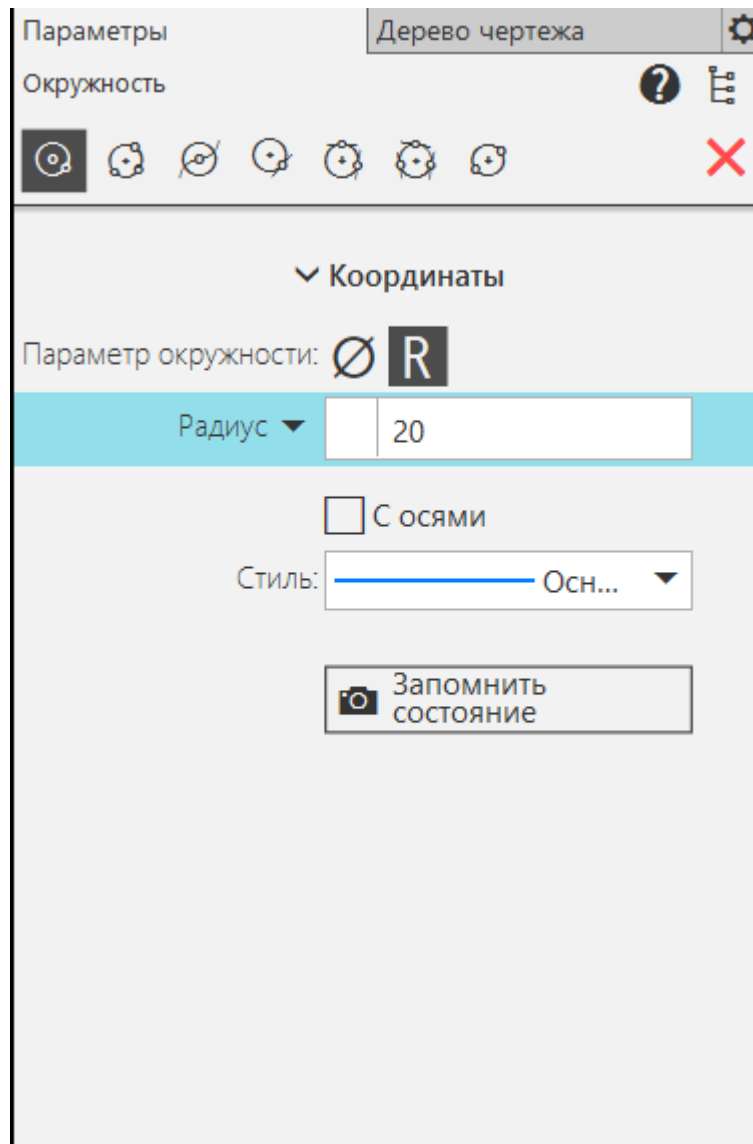 Параметры
Дерево чертежа
Окружность
Координаты
Параметр окружности: Ø R
Радиус 20
С осями
Стиль: Осн...
Запомнить
состояние